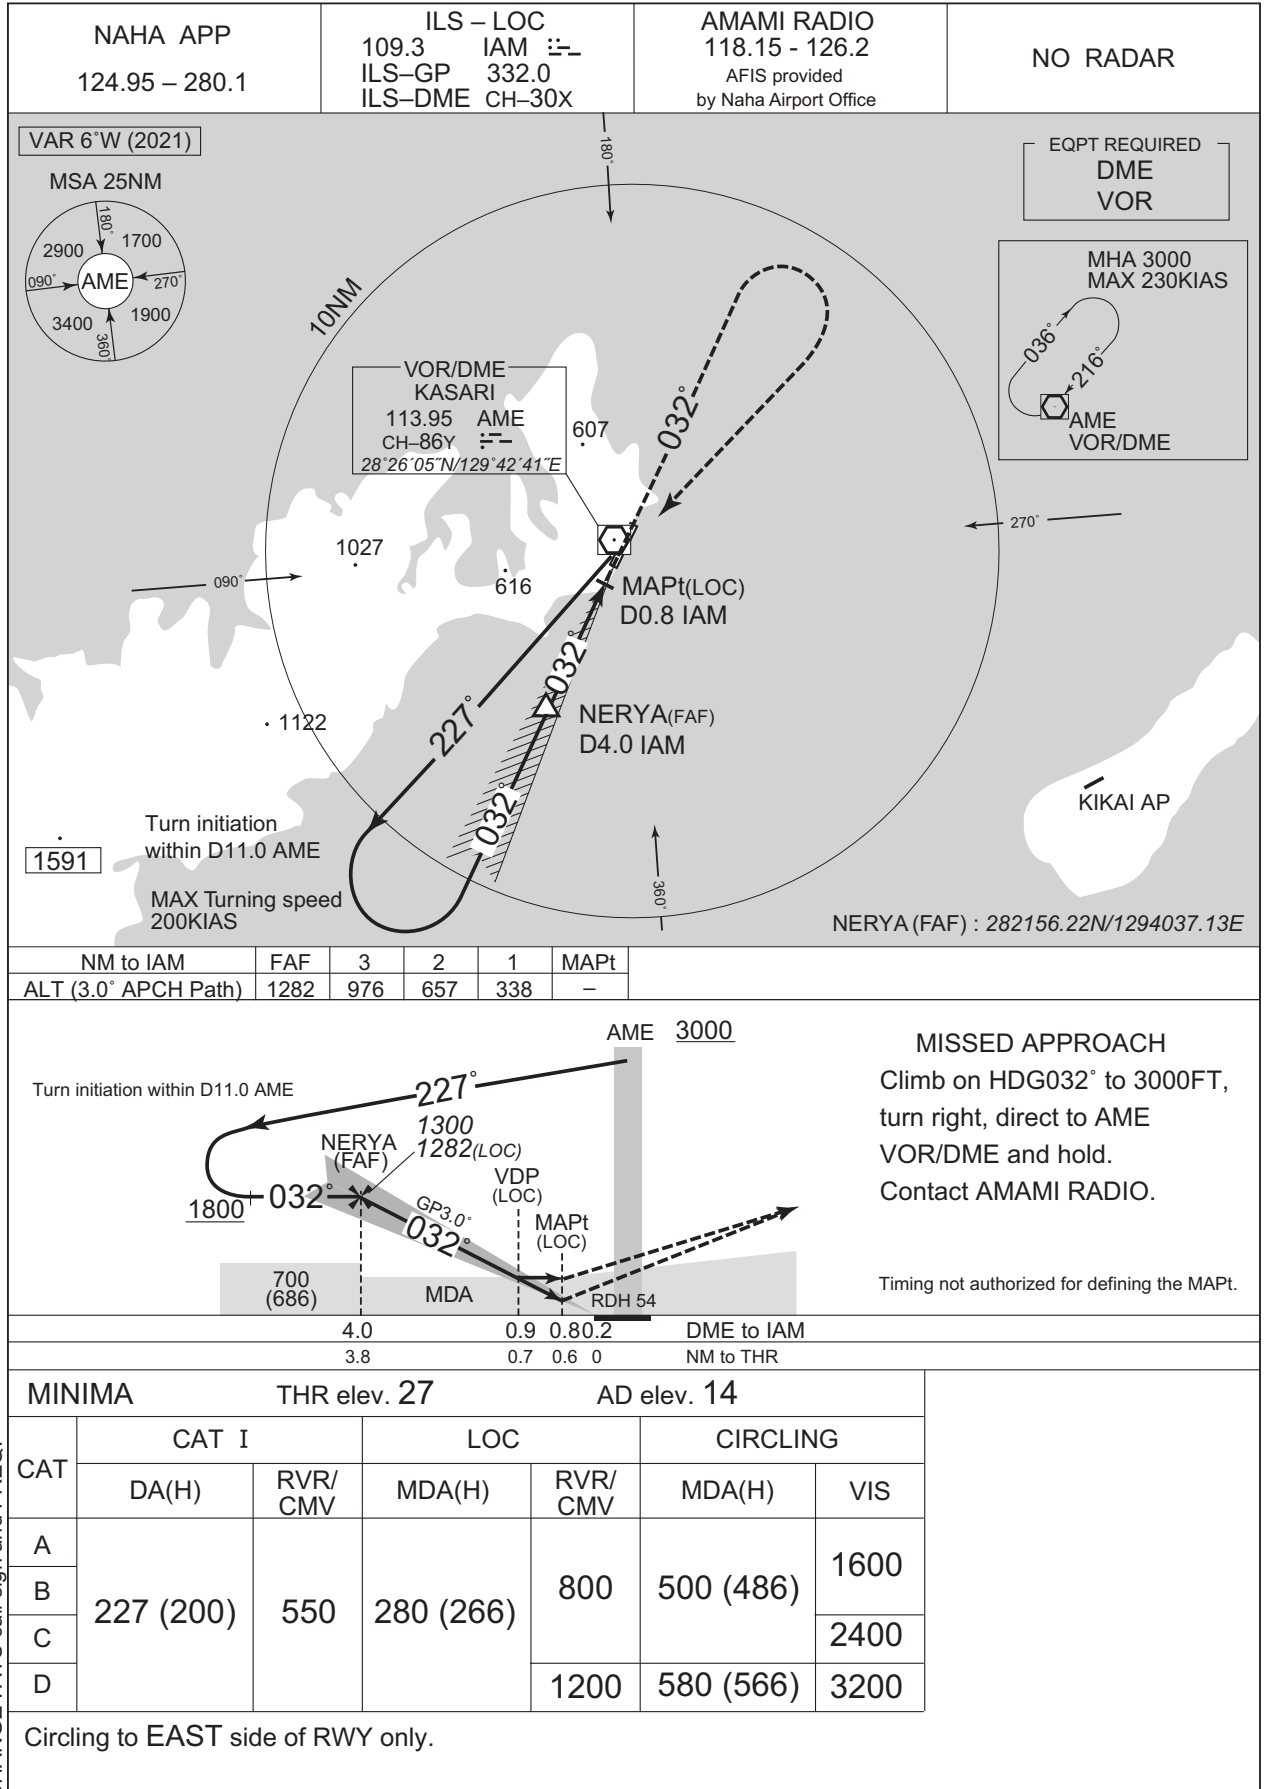 NAHA APP
124.95 – 280.1
ILS – LOC
109.3 IAM
ILS–GP 332.0
ILS–DME CH–30X
AMAMI RADIO
118.15 - 126.2
AFIS provided
by Naha Airport Office
NO RADAR
VAR 6°W (2021)
MSA 25NM
180°
2900
1700
090°
AME
270°
3400
1900
360°
180°
EQPT REQUIRED
DME
VOR
MHA 3000
MAX 230KIAS
036°
216°
AME
VOR/DME
10NM
VOR/DME
KASARI
113.95 AME
CH–86Y
28°26´05˝N/129°42´41˝E
607
032°
270°
1027
616
090°
MAPt(LOC)
D0.8 IAM
032°
NERYA(FAF)
D4.0 IAM
227°
1122
032°
KIKAI AP
Turn initiation
within D11.0 AME
1591
MAX Turning speed
200KIAS
360°
NERYA (FAF) : 282156.22N/1294037.13E
NM to IAM FAF 3 2 1 MAPt
ALT (3.0° APCH Path) 1282 976 657 338 –
AME 3000
Turn initiation within D11.0 AME
227°
NERYA
(FAF)
1300
1282(LOC)
VDP
(LOC)
1800
032°
GP3.0°
032°
MAPt
(LOC)
700
(686)
MDA
RDH 54
MISSED APPROACH
Climb on HDG032° to 3000FT,
turn right, direct to AME
VOR/DME and hold.
Contact AMAMI RADIO.
Timing not authorized for defining the MAPt.
4.0 0.9 0.8 0.2 DME to IAM
3.8 0.7 0.6 0 NM to THR
MINIMA THR elev. 27 AD elev. 14
CAT CAT I LOC CIRCLING
DA(H) RVR/CMV MDA(H) RVR/CMV MDA(H) VIS
A
B
C
D
227 (200) 550 280 (266) 800 500 (486) 1600
2400
1200 580 (566) 3200
Circling to EAST side of RWY only.